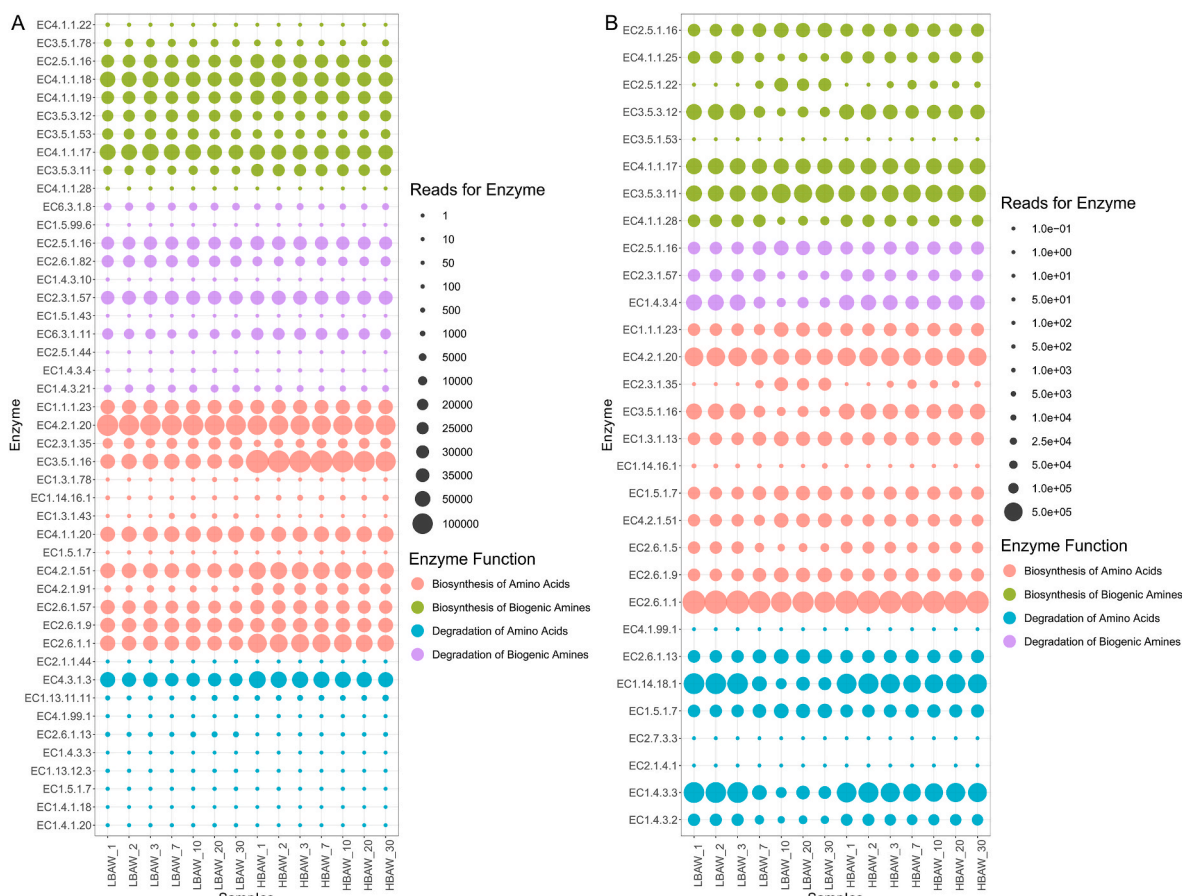 A
Enzyme
EC4.1.1.22
EC3.5.1.78
EC2.5.1.16
EC4.1.1.18
EC4.1.1.19
EC3.5.3.12
EC3.5.1.53
EC4.1.1.17
EC3.5.3.11
EC4.1.1.28
EC6.3.1.8
EC1.5.99.6
EC2.5.1.16
EC2.6.1.82
EC1.4.3.10
EC2.3.1.57
EC1.5.1.43
EC6.3.1.11
EC2.5.1.44
EC1.4.3.4
EC1.4.3.21
EC1.1.1.23
EC4.2.1.20
EC2.3.1.35
EC3.5.1.16
EC1.3.1.78
EC1.14.16.1
EC1.3.1.43
EC4.1.1.20
EC1.5.1.7
EC4.2.1.51
EC4.2.1.91
EC2.6.1.57
EC2.6.1.9
EC2.6.1.1
EC2.1.1.44
EC4.3.1.3
EC1.13.11.11
EC4.1.99.1
EC2.6.1.13
EC1.4.3.3
EC1.13.12.3
EC1.5.1.7
EC1.4.1.18
EC1.4.1.20
LBAW_1
LBAW_2
LBAW_3
LBAW_7
LBAW_10
LBAW_20
LBAW_30
HBAW_1
HBAW_2
HBAW_3
HBAW_7
HBAW_10
HBAW_20
HBAW_30
Samples
Reads for Enzyme
1
10
50
100
500
1000
5000
10000
20000
25000
30000
35000
50000
100000
Enzyme Function
Biosynthesis of Amino Acids
Biosynthesis of Biogenic Amines
Degradation of Amino Acids
Degradation of Biogenic Amines
B
Enzyme
EC2.5.1.16
EC4.1.1.25
EC2.5.1.22
EC3.5.3.12
EC3.5.1.53
EC4.1.1.17
EC3.5.3.11
EC4.1.1.28
EC2.5.1.16
EC2.3.1.57
EC1.4.3.4
EC1.1.1.23
EC4.2.1.20
EC2.3.1.35
EC3.5.1.16
EC1.3.1.13
EC1.14.16.1
EC1.5.1.7
EC4.2.1.51
EC2.6.1.5
EC2.6.1.9
EC2.6.1.1
EC4.1.99.1
EC2.6.1.13
EC1.14.18.1
EC1.5.1.7
EC2.7.3.3
EC2.1.4.1
EC1.4.3.3
EC1.4.3.2
LBAW_1
LBAW_2
LBAW_3
LBAW_7
LBAW_10
LBAW_20
LBAW_30
HBAW_1
HBAW_2
HBAW_3
HBAW_7
HBAW_10
HBAW_20
HBAW_30
Samples
Reads for Enzyme
1.0e−01
1.0e+00
1.0e+01
5.0e+01
1.0e+02
5.0e+02
1.0e+03
5.0e+03
1.0e+04
2.5e+04
5.0e+04
1.0e+05
5.0e+05
Enzyme Function
Biosynthesis of Amino Acids
Biosynthesis of Biogenic Amines
Degradation of Amino Acids
Degradation of Biogenic Amines